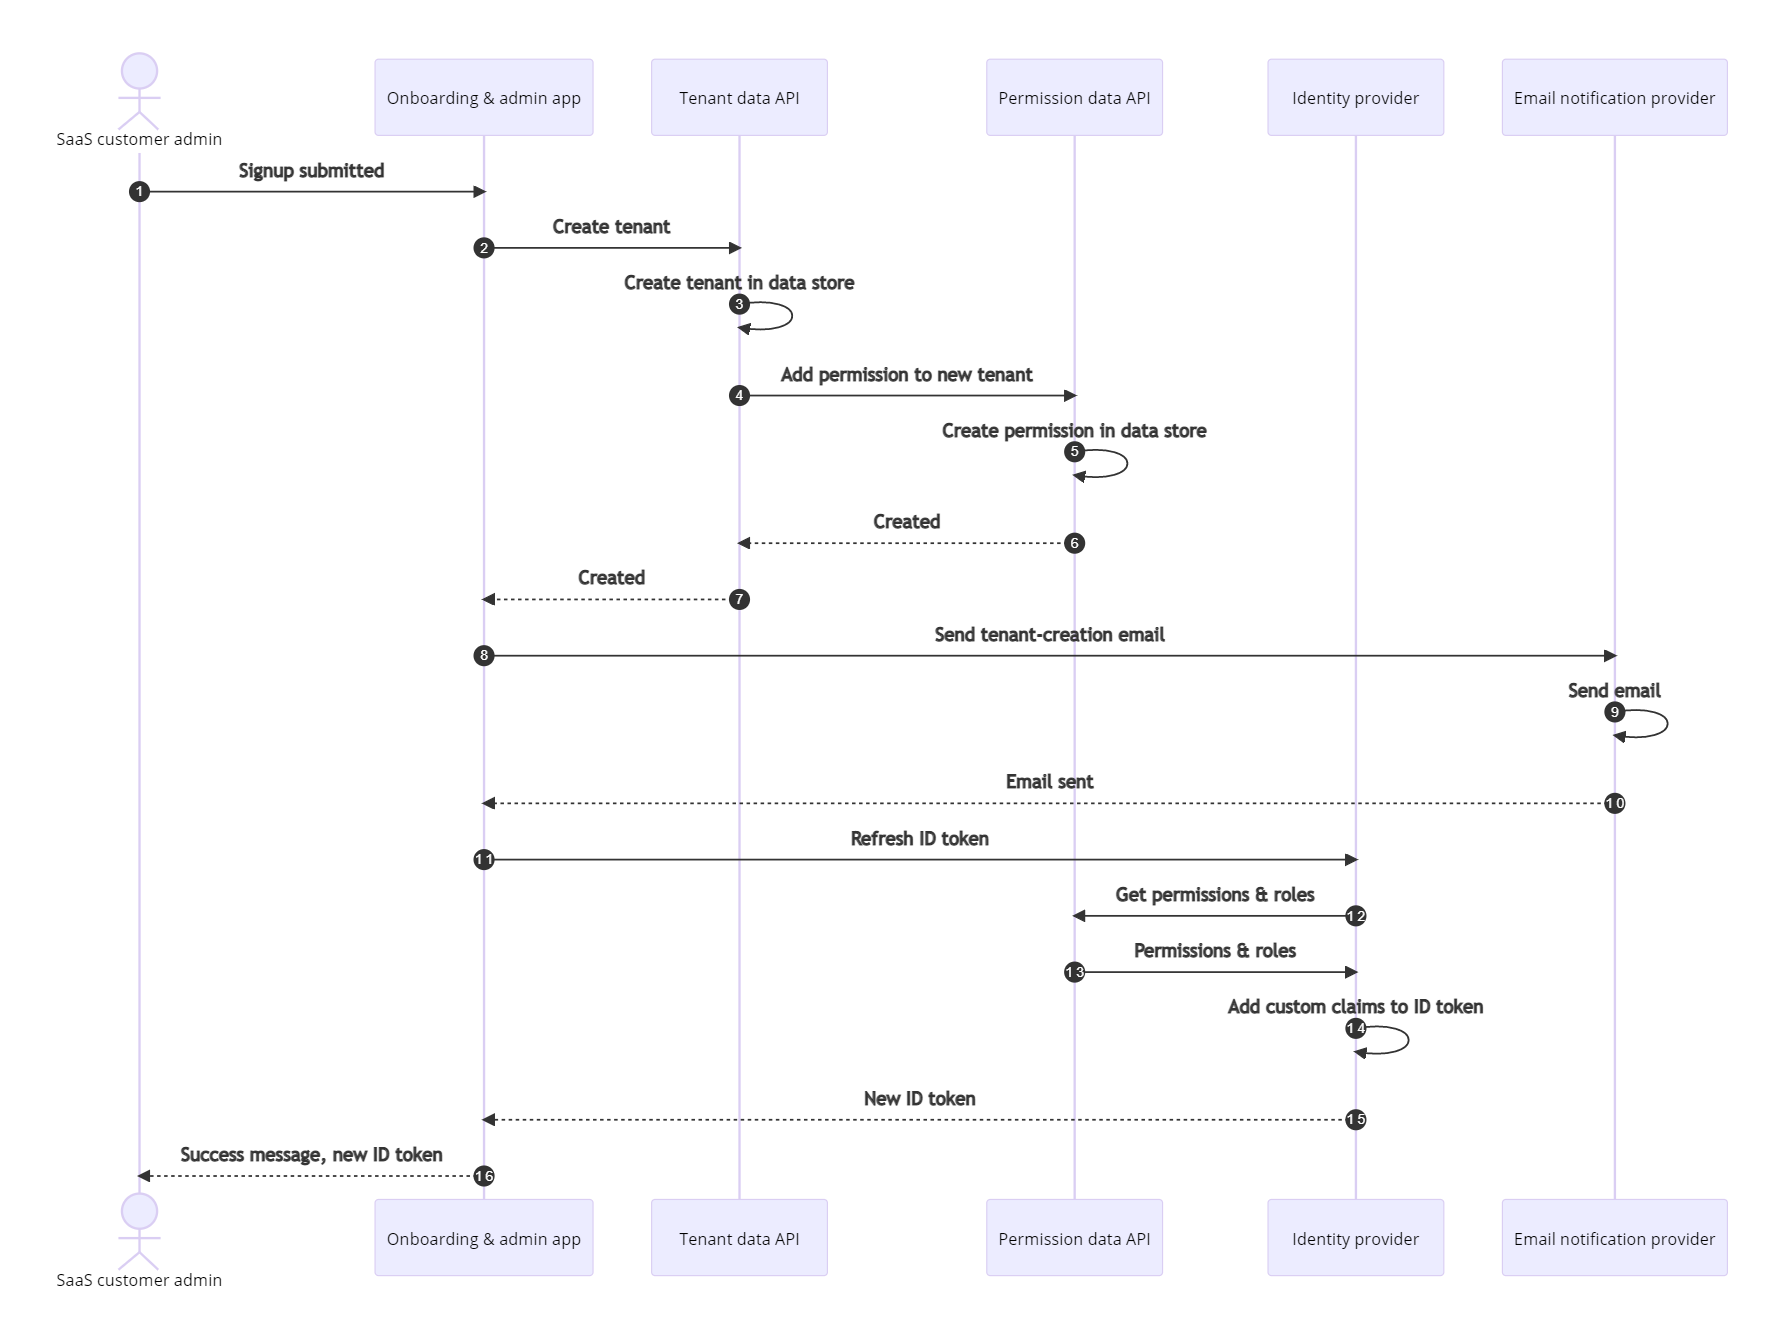 Onboarding & admin app
Tenant data API
Permission data API
Identity provider
Email notification provider
SaaS customer admin
Signup submitted
1
Create tenant
2
Create tenant in data store
3
Add permission to new tenant
4
Create permission in data store
5
Created
6
Created
7
Send tenant-creation email
8
Send email
9
Email sent
10
Refresh ID token
11
Get permissions & roles
12
Permissions & roles
13
Add custom claims to ID token
14
New ID token
15
Success message, new ID token
16
Onboarding & admin app
Tenant data API
Permission data API
Identity provider
Email notification provider
SaaS customer admin